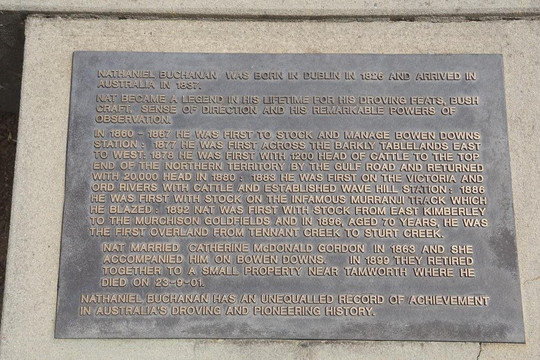 NATHANIEL BUCHANAN WAS BORN IN DUBLIN IN 1826 AND ARRIVED IN
AUSTRALIA IN 1837.
NAT BECAME A LEGEND IN HIS LIFETIME FOR HIS DROVING FEATS, BUSH
CRAFT, SENSE OF DIRECTION AND HIS REMARKABLE POWERS OF
OBSERVATION.
IN 1860 - 1867 HE WAS FIRST TO STOCK AND MANAGE BOWEN DOWNS
STATION : 1877 HE WAS FIRST ACROSS THE BARKLY TABLELANDS EAST
TO WEST: 1878 HE WAS FIRST WITH 1200 HEAD OF CATTLE TO THE TOP
END OF THE NORTHERN TERRITORY BY THE GULF ROAD AND RETURNED
WITH 20,000 HEAD IN 1880 : 1883 HE WAS FIRST ON THE VICTORIA AND
ORD RIVERS WITH CATTLE AND ESTABLISHED WAVE HILL STATION : 1886
HE WAS FIRST WITH STOCK ON THE INFAMOUS MURRANJI TRACK WHICH
HE BLAZED : 1892 NAT WAS FIRST WITH STOCK FROM EAST KIMBERLEY
TO THE MURCHISON GOLDFIELDS AND IN 1896, AGED 70 YEARS, HE WAS
THE FIRST OVERLAND FROM TENNANT CREEK TO STURT CREEK.
NAT MARRIED CATHERINE McDONALD GORDON IN 1863 AND SHE
ACCOMPANIED HIM ON BOWEN DOWNS. IN 1899 THEY RETIRED
TOGETHER TO A SMALL PROPERTY NEAR TAMWORTH WHERE HE
DIED ON 23-9-01.
NATHANIEL BUCHANAN HAS AN UNEQUALLED RECORD OF ACHIEVEMENT
IN AUSTRALIA'S DROVING AND PIONEERING HISTORY.